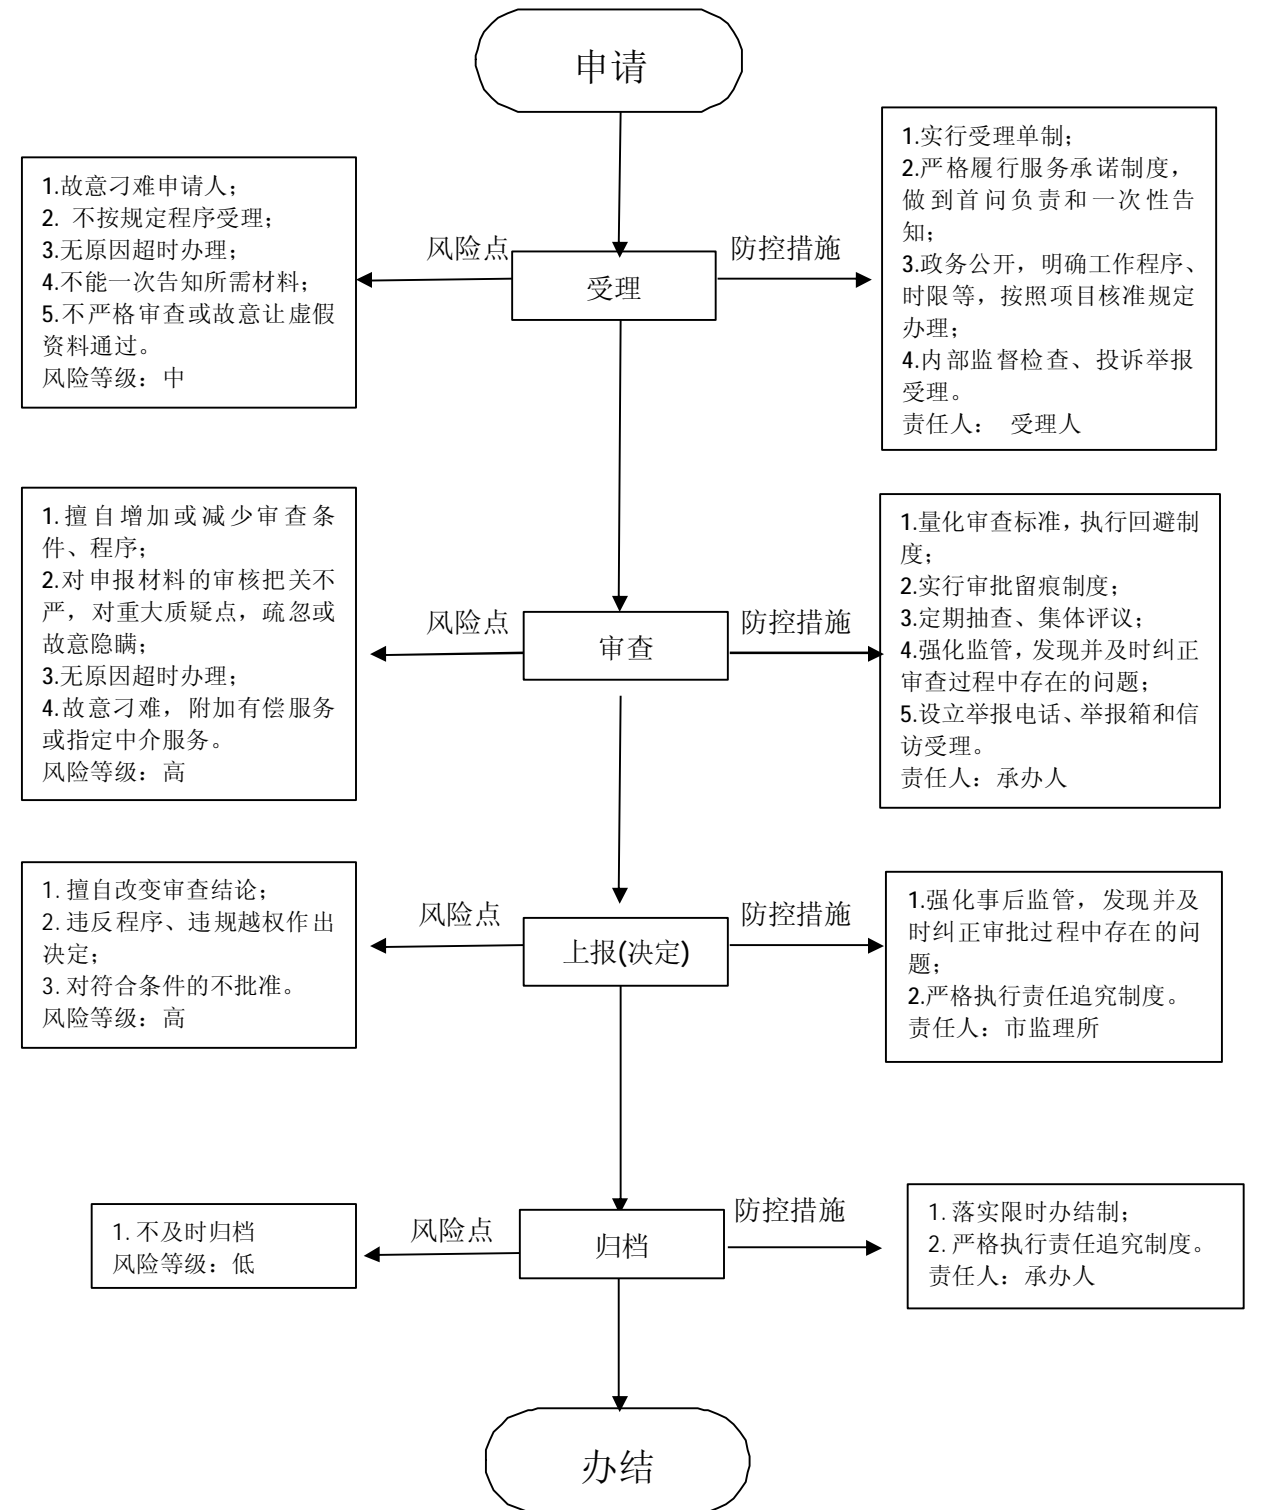 申请
1.故意刁难申请人；
2. 不按规定程序受理；
3.无原因超时办理；
4.不能一次告知所需材料；
5.不严格审查或故意让虚假
资料通过。
风险等级：中
风险点
受理
防控措施
1.实行受理单制；
2.严格履行服务承诺制度，
做到首问负责和一次性告
知；
3.政务公开，明确工作程序、
时限等，按照项目核准规定
办理；
4.内部监督检查、投诉举报
受理。
责任人： 受理人
1.擅自增加或减少审查条
件、程序；
2.对申报材料的审核把关不
严，对重大质疑点，疏忽或
故意隐瞒；
3.无原因超时办理；
4.故意刁难，附加有偿服务
或指定中介服务。
风险等级：高
风险点
审查
防控措施
1.量化审查标准，执行回避制
度；
2.实行审批留痕制度；
3.定期抽查、集体评议；
4.强化监管，发现并及时纠正
审查过程中存在的问题；
5.设立举报电话、举报箱和信
访受理。
责任人：承办人
1.擅自改变审查结论；
2.违反程序、违规越权作出
决定；
3.对符合条件的不批准。
风险等级：高
风险点
上报(决定)
防控措施
1.强化事后监管，发现并及
时纠正审批过程中存在的问
题；
2.严格执行责任追究制度。
责任人：市监理所
1.不及时归档
风险等级：低
风险点
归档
防控措施
1.落实限时办结制；
2.严格执行责任追究制度。
责任人：承办人
办结